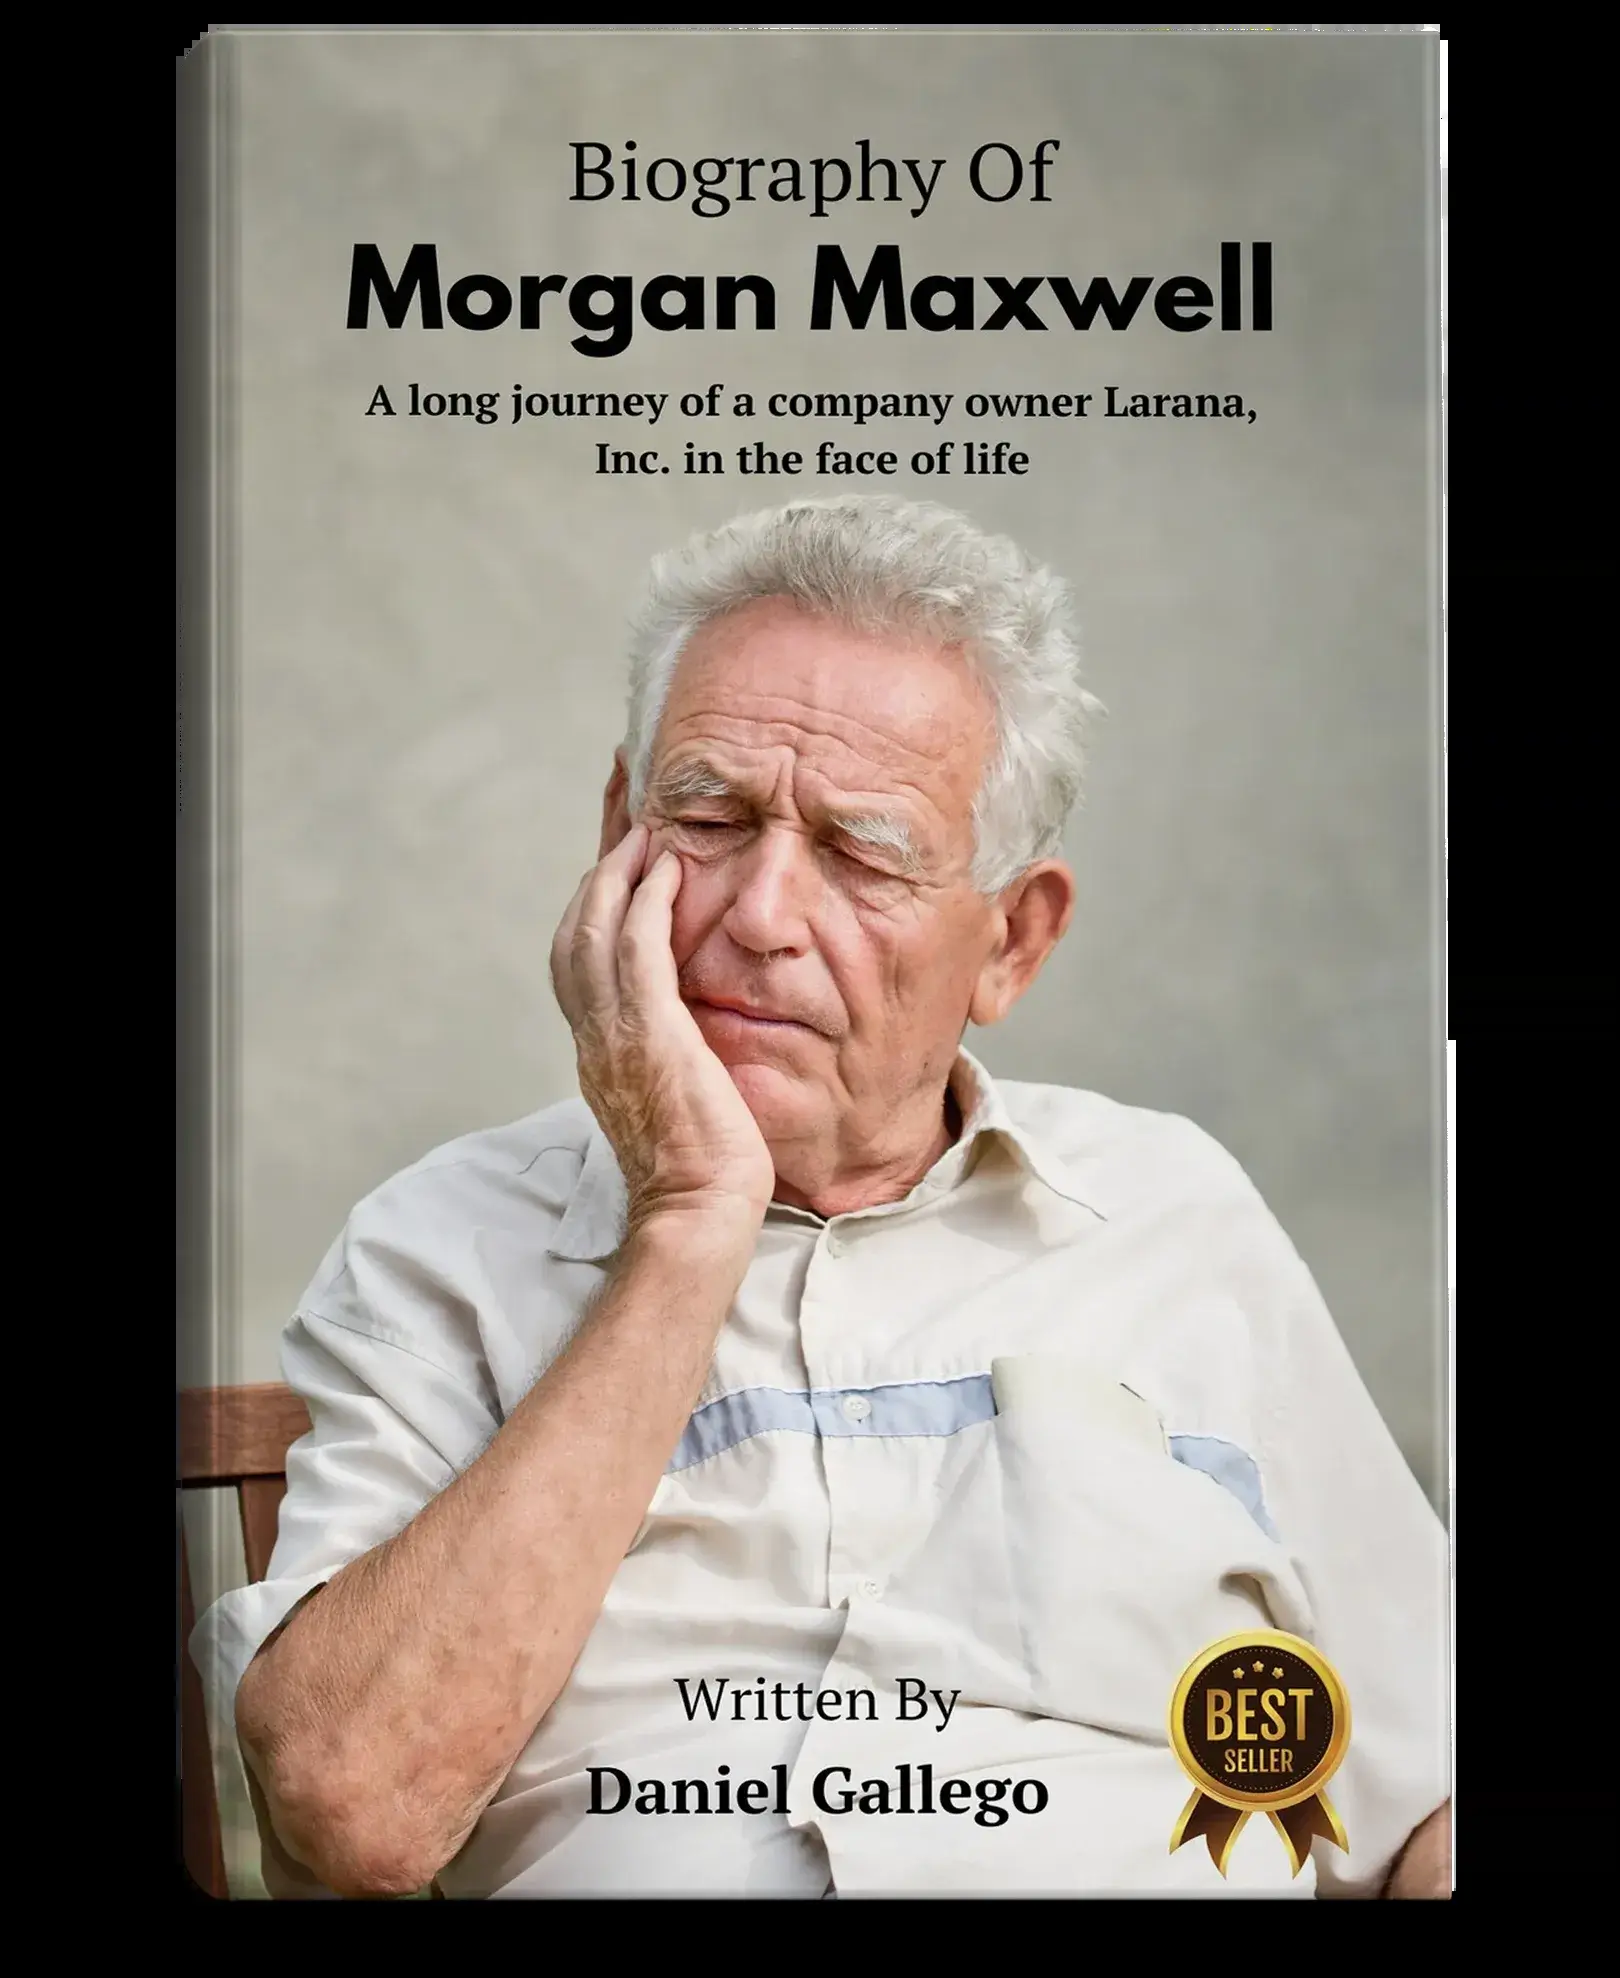 Biography Of
Morgan Maxwell
A long journey of a company owner Larana,
Inc. in the face of life
Written By
Daniel Gallego
BEST
SELLER